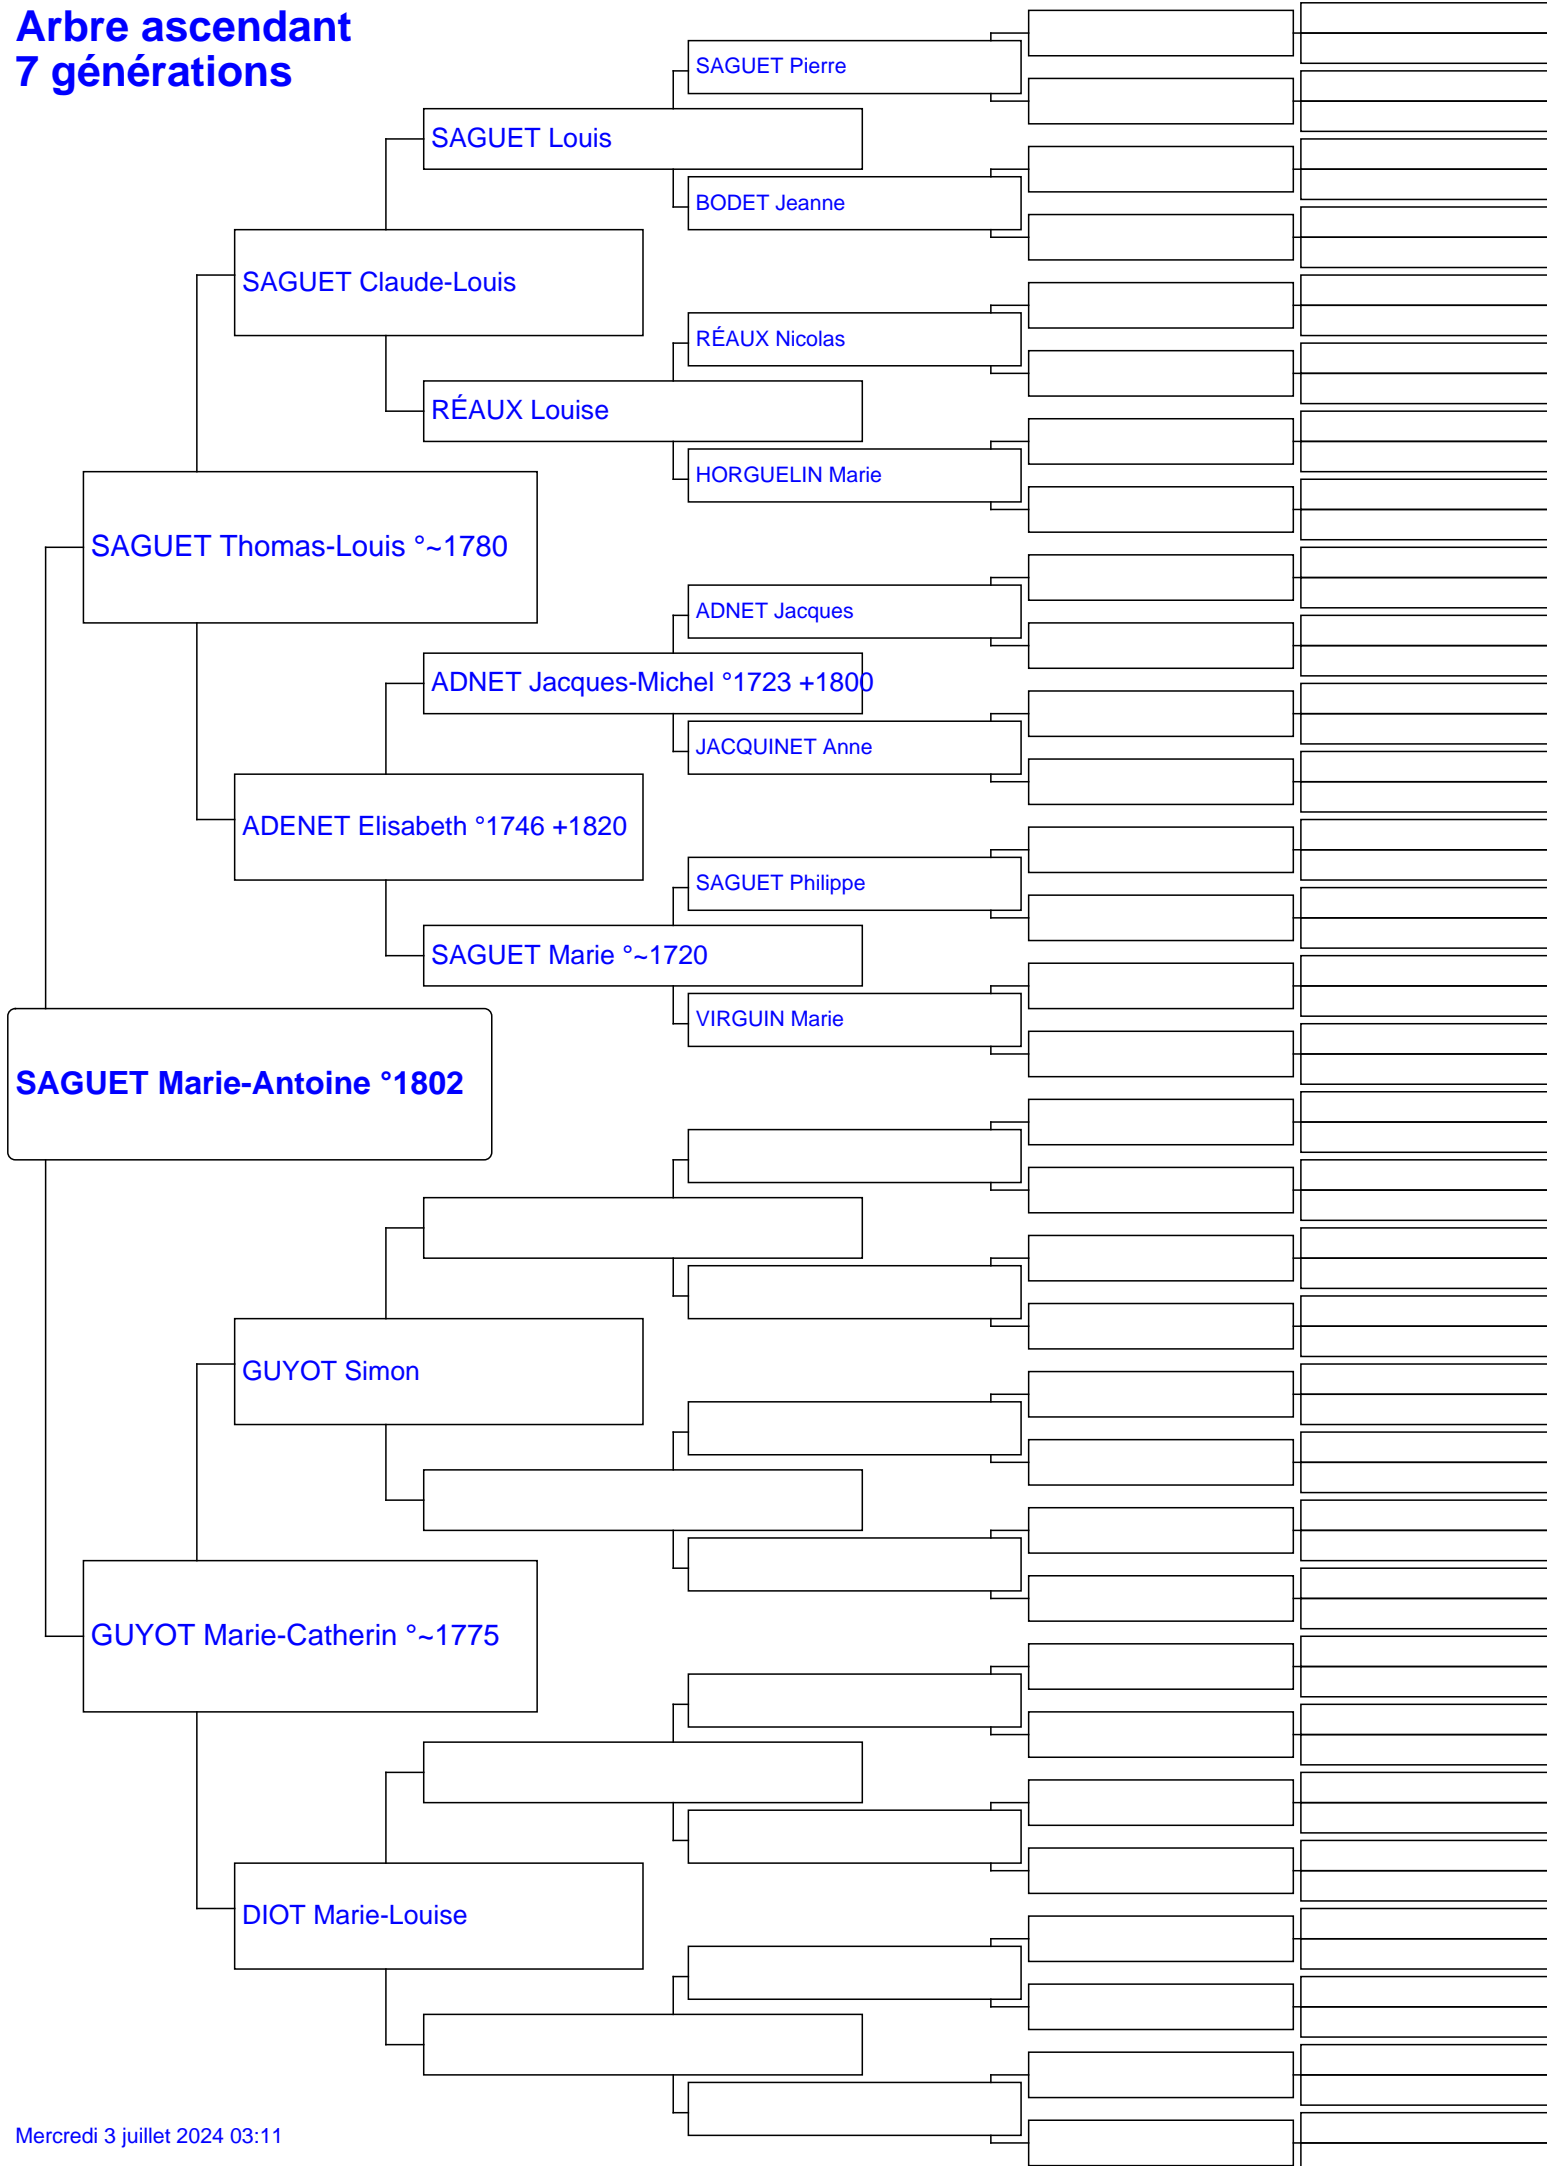 Arbre ascendant
7 générations
SAGUET Pierre
SAGUET Louis
BODET Jeanne
SAGUET Claude-Louis
RÉAUX Nicolas
RÉAUX Louise
HORGUELIN Marie
SAGUET Thomas-Louis °~1780
ADNET Jacques
ADNET Jacques-Michel °1723 +1800
JACQUINET Anne
ADENET Elisabeth °1746 +1820
SAGUET Philippe
SAGUET Marie °~1720
VIRGUIN Marie
SAGUET Marie-Antoine °1802
GUYOT Simon
GUYOT Marie-Catherin °~1775
DIOT Marie-Louise
Mercredi 3 juillet 2024 03:11